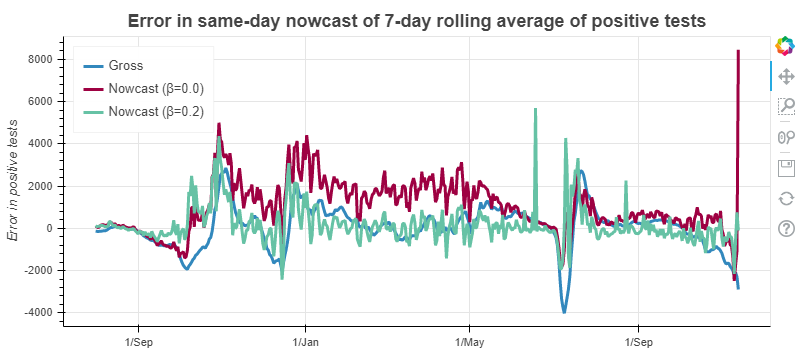 Error in same-day nowcast of 7-day rolling average of positive tests
Error in positive tests
8000
6000
4000
2000
0
-2000
-4000
Gross
Nowcast (β=0.0)
Nowcast (β=0.2)
1/Sep
1/Jan
1/May
1/Sep